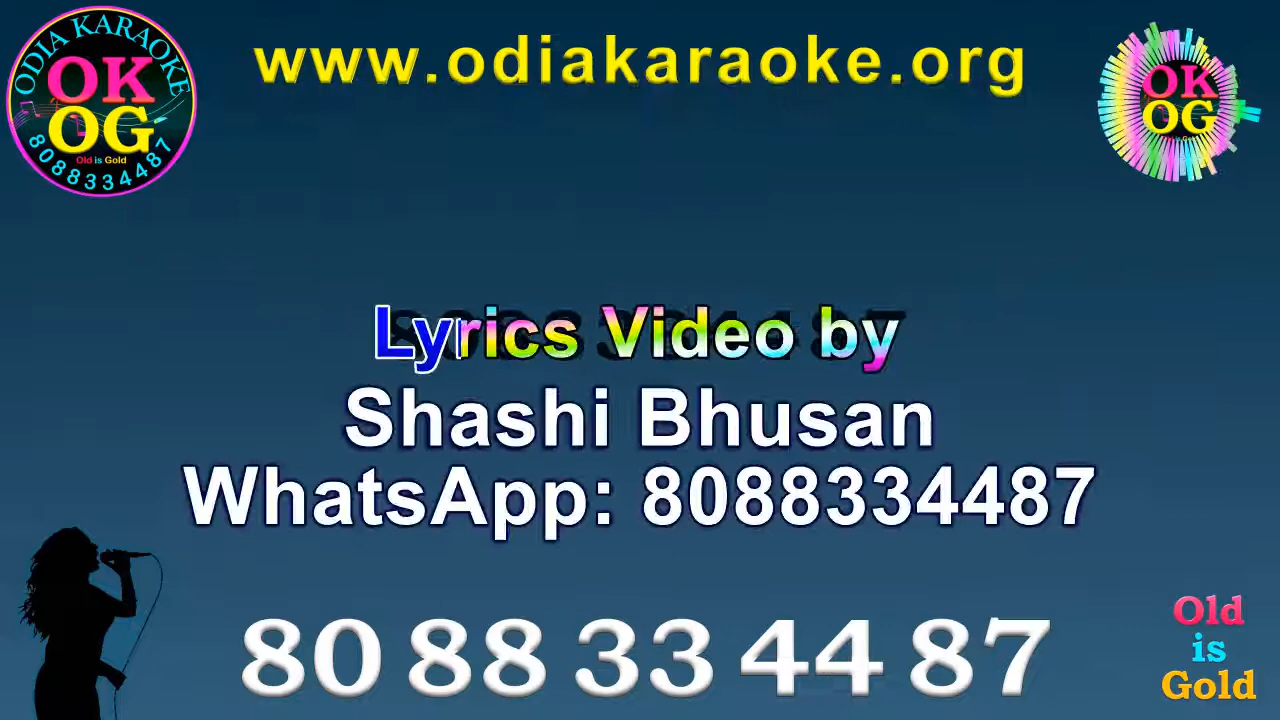 ODIA KARAOKE
OK
OG
Old is Gold
8088334487
www.odiakaraoke.org
OK
OG
Lyrics Video by
Shashi Bhusan
WhatsApp: 8088334487
80 88 33 44 87
Old
is
Gold